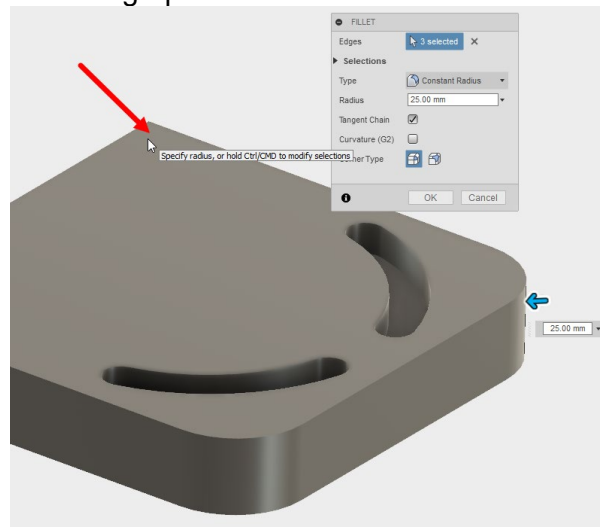 FILLET
Edges 3 selected
Selections
Type Constant Radius
Radius 25.00 mm
Tangent Chain
Curvature (G2)
Specify radius, or hold Ctrl/CMD to modify selections
Type
OK Cancel
25.00 mm